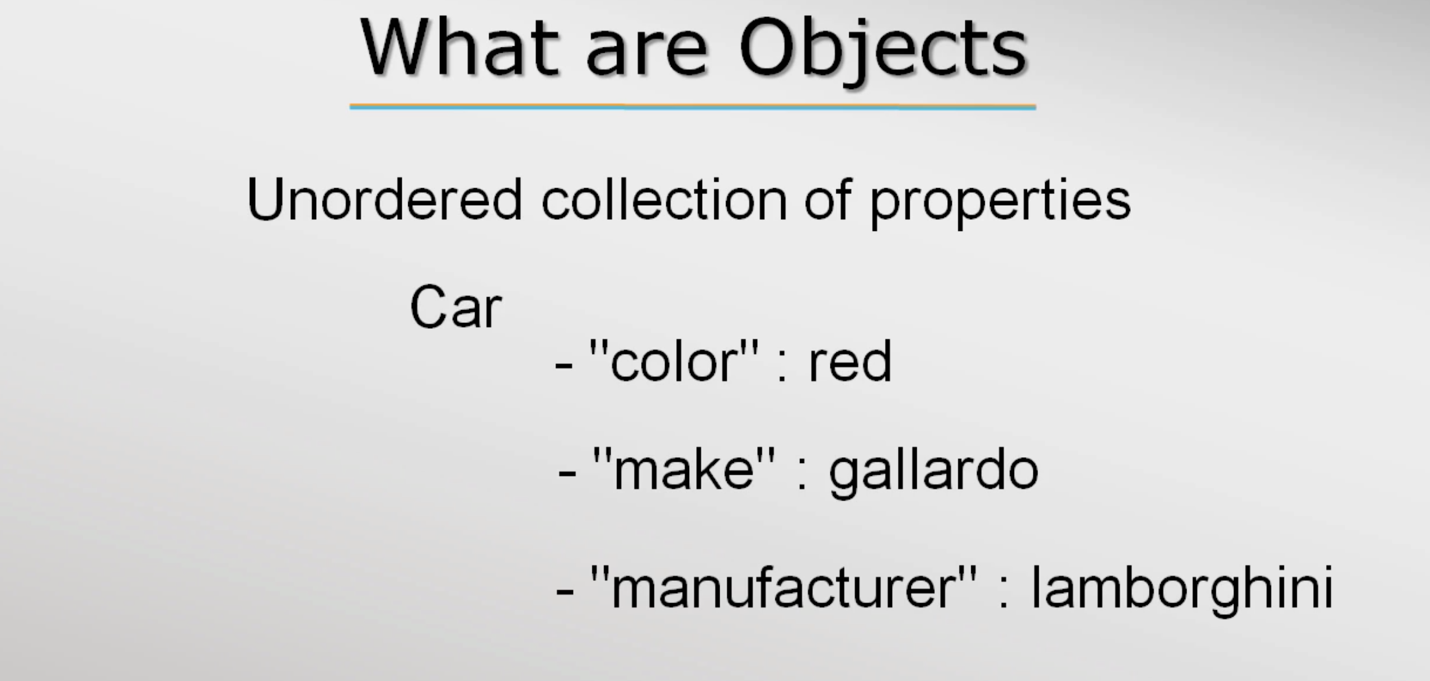 What are Objects
Unordered collection of properties
Car
- "color" : red
- "make" : gallardo
- "manufacturer" : lamborghini